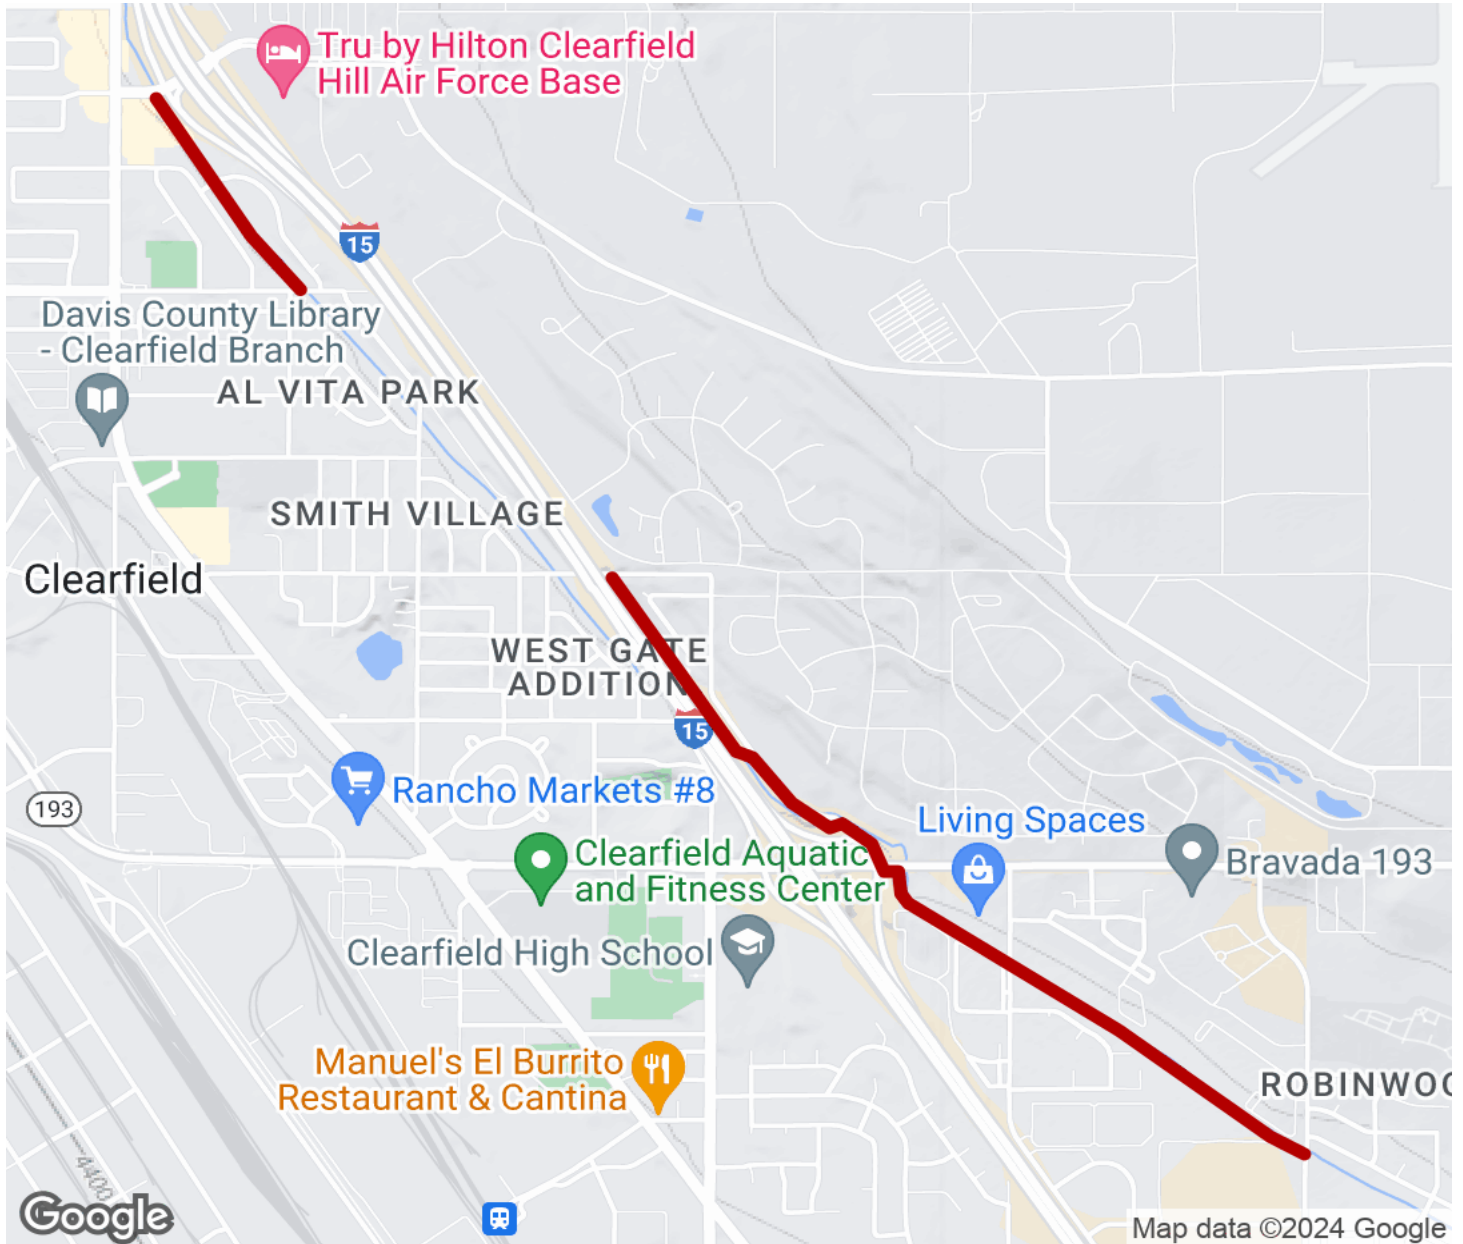 Tru by Hilton Clearfield
Hill Air Force Base
15
Davis County Library
- Clearfield Branch
AL VITA PARK
SMITH VILLAGE
Clearfield
WEST GATE
ADDITION
15
Rancho Markets #8
193
Living Spaces
Clearfield Aquatic
and Fitness Center
Bravada 193
Clearfield High School
Manuel's El Burrito
Restaurant & Cantina
ROBINWOO
4400
Google
Map data ©2024 Google